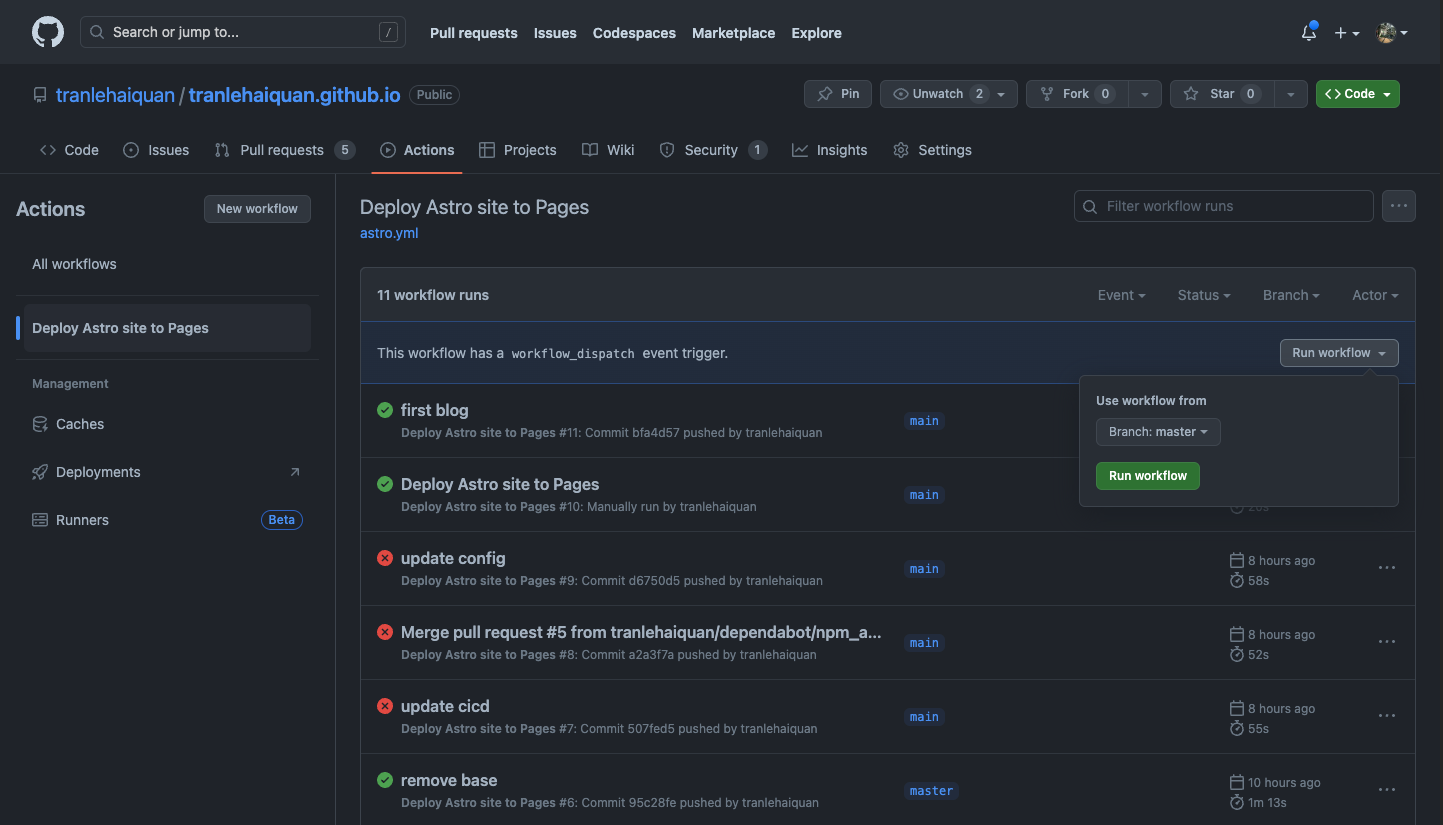 Search or jump to... /
Pull requests Issues Codespaces Marketplace Explore
tranlehaiquan / tranlehaiquan.github.io Public
Pin Unwatch 2 Fork 0 Star 0 <> Code
Code Issues Pull requests 5 Actions Projects Wiki Security 1 Insights Settings
Actions
New workflow
All workflows
Deploy Astro site to Pages
Management
Caches
Deployments
Runners Beta
Deploy Astro site to Pages
astro.yml
Filter workflow runs
11 workflow runs
Event Status Branch Actor
This workflow has a workflow_dispatch event trigger.
Run workflow
Use workflow from
Branch: master
Run workflow
first blog
Deploy Astro site to Pages #11: Commit bfa4d57 pushed by tranlehaiquan
main
Deploy Astro site to Pages
Deploy Astro site to Pages #10: Manually run by tranlehaiquan
main
update config
Deploy Astro site to Pages #9: Commit d6750d5 pushed by tranlehaiquan
main
8 hours ago
58s
Merge pull request #5 from tranlehaiquan/dependabot/npm_a...
Deploy Astro site to Pages #8: Commit a2a3f7a pushed by tranlehaiquan
main
8 hours ago
52s
update cicd
Deploy Astro site to Pages #7: Commit 507fed5 pushed by tranlehaiquan
main
8 hours ago
55s
remove base
Deploy Astro site to Pages #6: Commit 95c28fe pushed by tranlehaiquan
master
10 hours ago
1m 13s